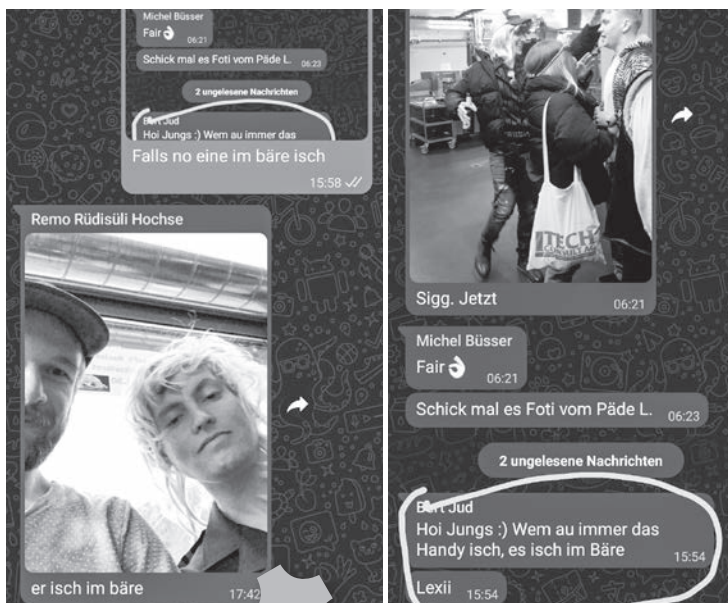 Michel Büsser
Fair👌 06:21
Schick mal es Foti vom Päde L. 06:23
2 ungelesene Nachrichten
Bärt Jud
Hoi Jungs :) Wem au immer das
Falls no eine im bäre isch
15:58
Remo Rüdisüli Hochse
er isch im bäre 17:42
ITECH
CONSULT
Sigg. Jetzt 06:21
Michel Büsser
Fair👌 06:21
Schick mal es Foti vom Päde L. 06:23
2 ungelesene Nachrichten
Jud
Hoi Jungs :) Wem au immer das
Handy isch, es isch im Bäre 15:54
Lexii 15:54